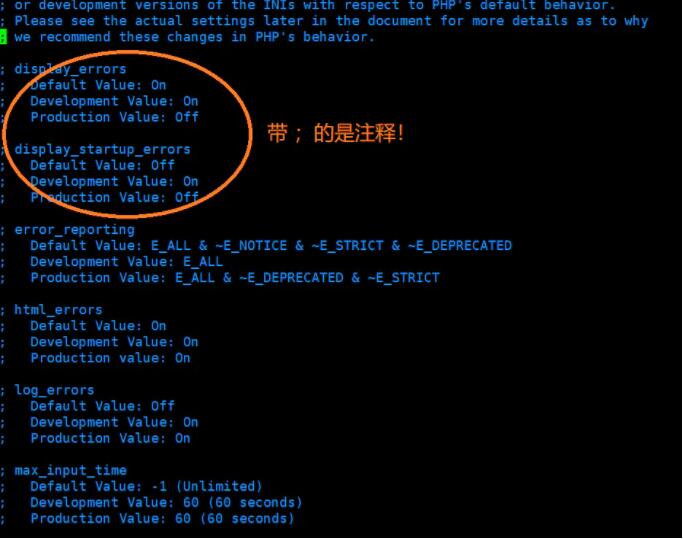 ; or development versions of the INIs with respect to PHP's default behavior.
; Please see the actual settings later in the document for more details as to why
; we recommend these changes in PHP's behavior.
; display_errors
;   Default Value: On
;   Development Value: On
;   Production Value: Off
带 ；的是注释!
; display_startup_errors
;   Default Value: Off
;   Development Value: On
;   Production Value: Off
; error_reporting
;   Default Value: E_ALL & ~E_NOTICE & ~E_STRICT & ~E_DEPRECATED
;   Development Value: E_ALL
;   Production Value: E_ALL & ~E_DEPRECATED & ~E_STRICT
; html_errors
;   Default Value: On
;   Development Value: On
;   Production value: On
; log_errors
;   Default Value: Off
;   Development Value: On
;   Production Value: On
; max_input_time
;   Default Value: -1 (Unlimited)
;   Development Value: 60 (60 seconds)
;   Production Value: 60 (60 seconds)